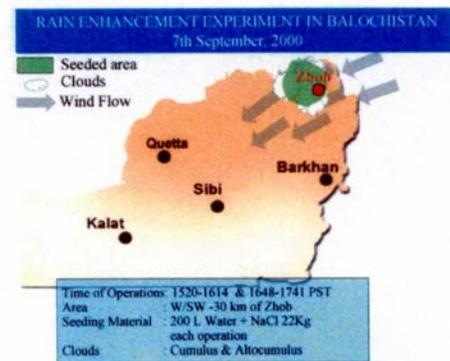 RAIN ENHANCEMENT EXPERIMENT IN BALOCHISTAN
7th September, 2000
Seeded area
Clouds
Wind Flow
Zhob
Quetta
Barkhan
Sibi
Kalat
Time of Operations: 1520-1614 & 1648-1741 PST
Area : W/SW -30 km of Zhob
Seeding Material : 200 L Water + NaCl 22Kg
each operation
Clouds : Cumulus & Altocumulus